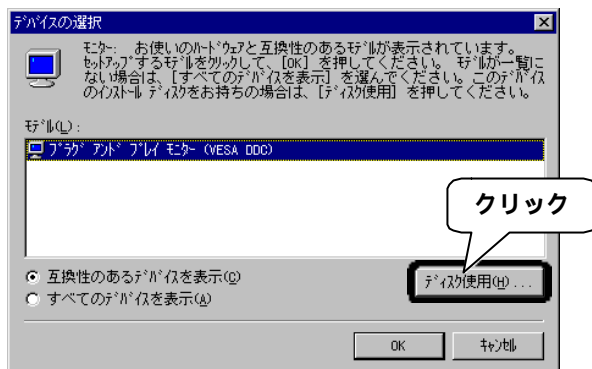 ﾃﾞﾊﾞｲｽの選択
ﾓﾆﾀｰ: お使いのﾊｰﾄﾞｳｪｱと互換性のあるﾓﾃﾞﾙが表示されています。
ｾｯﾄｱｯﾌﾟするﾓﾃﾞﾙをｸﾘｯｸして、[OK] を押してください。 ﾓﾃﾞﾙが一覧に
ない場合は、[すべてのﾃﾞﾊﾞｲｽを表示] を選んでください。このﾃﾞﾊﾞｲｽ
のｲﾝｽﾄｰﾙ ﾃﾞｨｽｸをお持ちの場合は、[ﾃﾞｨｽｸ使用] を押してください。
ﾓﾃﾞﾙ(L):
ﾌﾟﾗｸﾞ ｱﾝﾄﾞ ﾌﾟﾚｲ ﾓﾆﾀｰ (VESA DDC)
クリック
互換性のあるﾃﾞﾊﾞｲｽを表示(C)
ﾃﾞｨｽｸ使用(H)...
すべてのﾃﾞﾊﾞｲｽを表示(A)
OK
ｷｬﾝｾﾙ